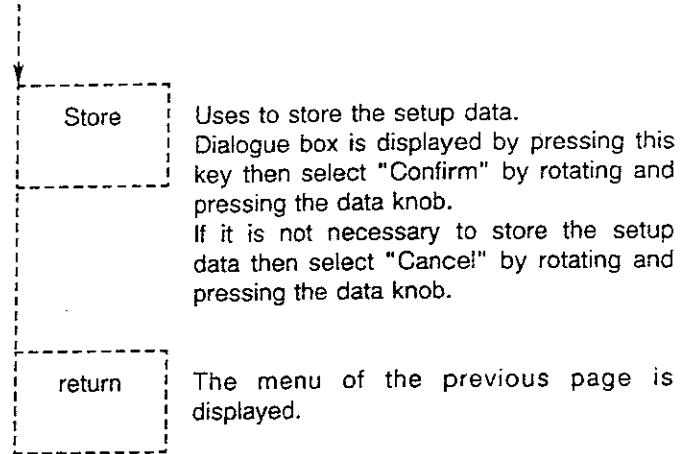 Store
Uses to store the setup data.
Dialogue box is displayed by pressing this
key then select "Confirm" by rotating and
pressing the data knob.
If it is not necessary to store the setup
data then select "Cancel" by rotating and
pressing the data knob.
return
The menu of the previous page is
displayed.